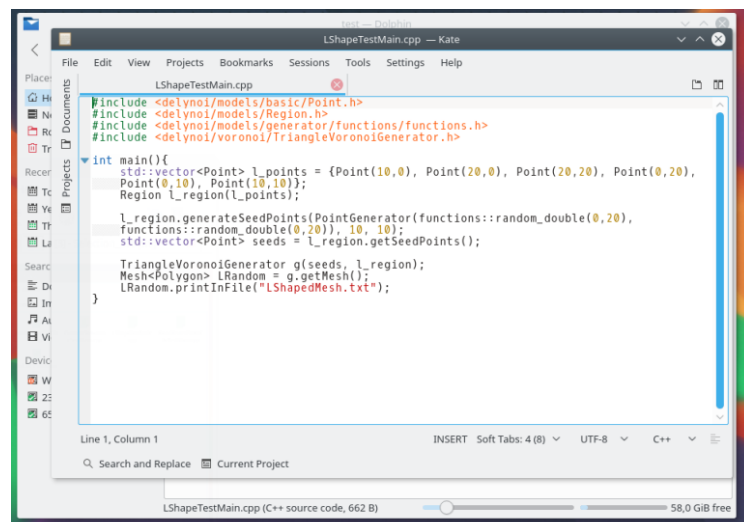 test — Dolphin
LShapeTestMain.cpp — Kate
File Edit View Projects Bookmarks Sessions Tools Settings Help
LShapeTestMain.cpp
Documents
Projects
#include <delynoi/models/basic/Point.h>
#include <delynoi/models/Region.h>
#include <delynoi/models/generator/functions/functions.h>
#include <delynoi/voronoi/TriangleVoronoiGenerator.h>
int main(){
std::vector<Point> l_points = {Point(10,0), Point(20,0), Point(20,20), Point(0,20),
Point(0,10), Point(10,10)};
Region l_region(l_points);
l_region.generateSeedPoints(PointGenerator(functions::random_double(0,20),
functions::random_double(0,20)), 10, 10);
std::vector<Point> seeds = l_region.getSeedPoints();
TriangleVoronoiGenerator g(seeds, l_region);
Mesh<Polygon> LRandom = g.getMesh();
LRandom.printInFile("LShapedMesh.txt");
}
Line 1, Column 1 INSERT Soft Tabs: 4 (8) UTF-8 C++
Search and Replace Current Project
LShapeTestMain.cpp (C++ source code, 662 B) 58,0 GiB free